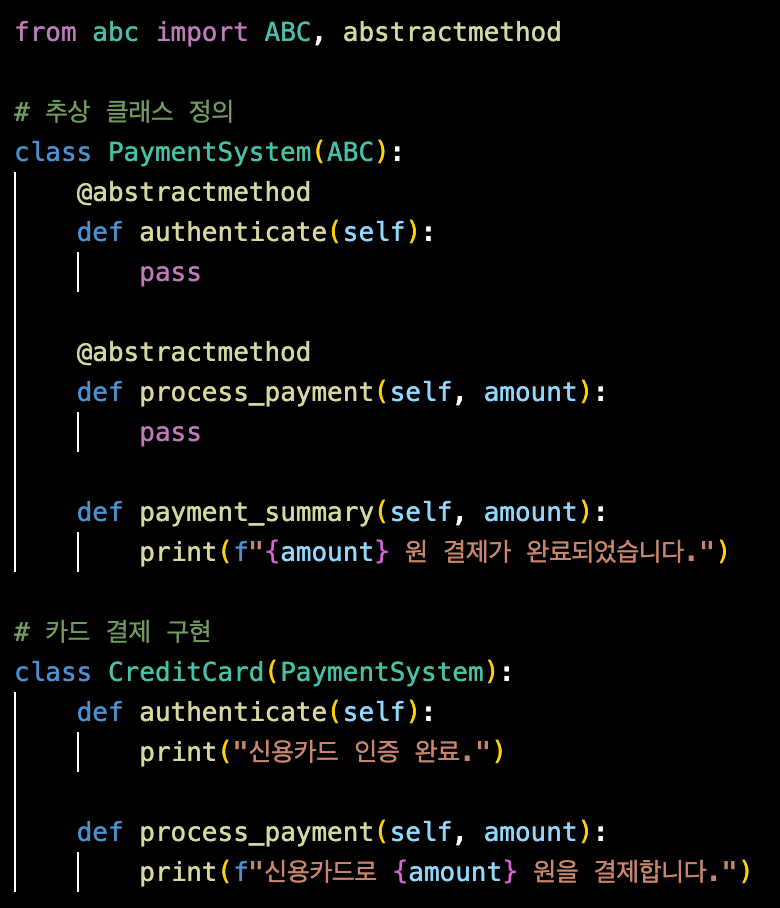 from abc import ABC, abstractmethod
# 추상 클래스 정의
class PaymentSystem(ABC):
    @abstractmethod
    def authenticate(self):
        pass
    @abstractmethod
    def process_payment(self, amount):
        pass
    def payment_summary(self, amount):
        print(f"{amount} 원 결제가 완료되었습니다.")
# 카드 결제 구현
class CreditCard(PaymentSystem):
    def authenticate(self):
        print("신용카드 인증 완료.")
    def process_payment(self, amount):
        print(f"신용카드로 {amount} 원을 결제합니다.")